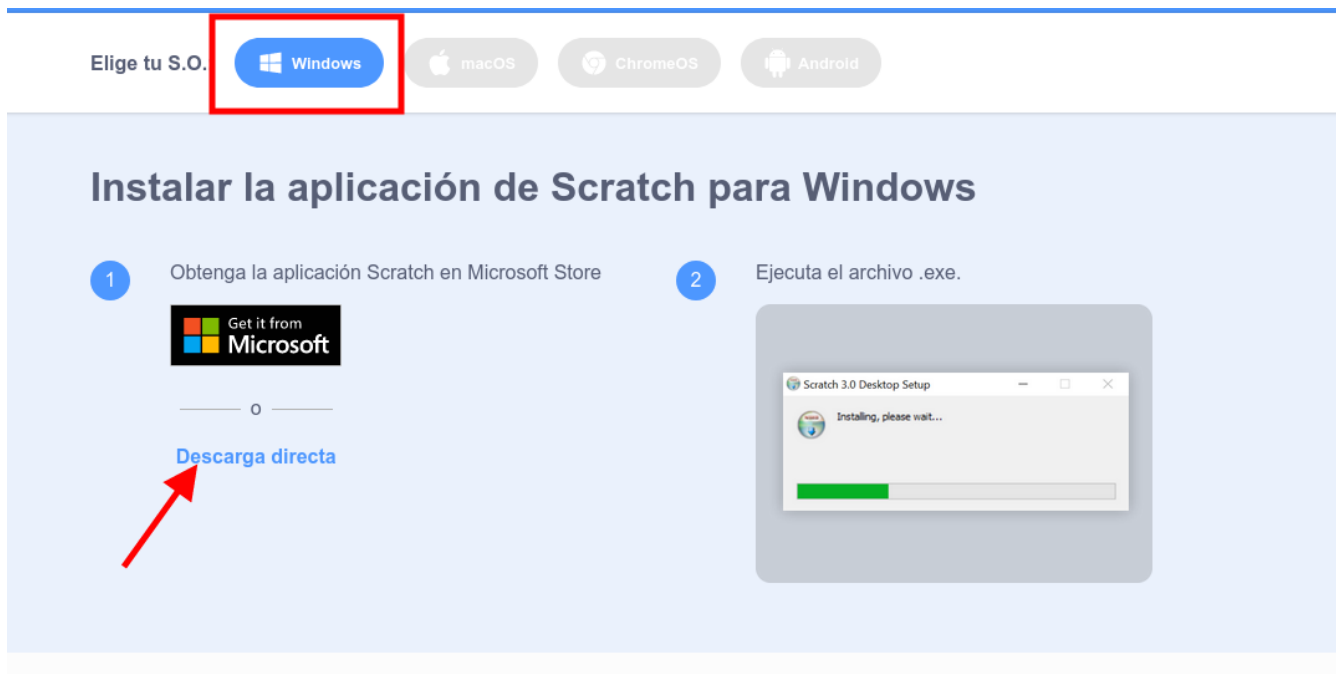 Elige tu S.O. Windows macOS ChromeOS Android
Instalar la aplicación de Scratch para Windows
1 Obtenga la aplicación Scratch en Microsoft Store
Get it from
Microsoft
o
Descarga directa
2 Ejecuta el archivo .exe.
Scratch 3.0 Desktop Setup
Installing, please wait...